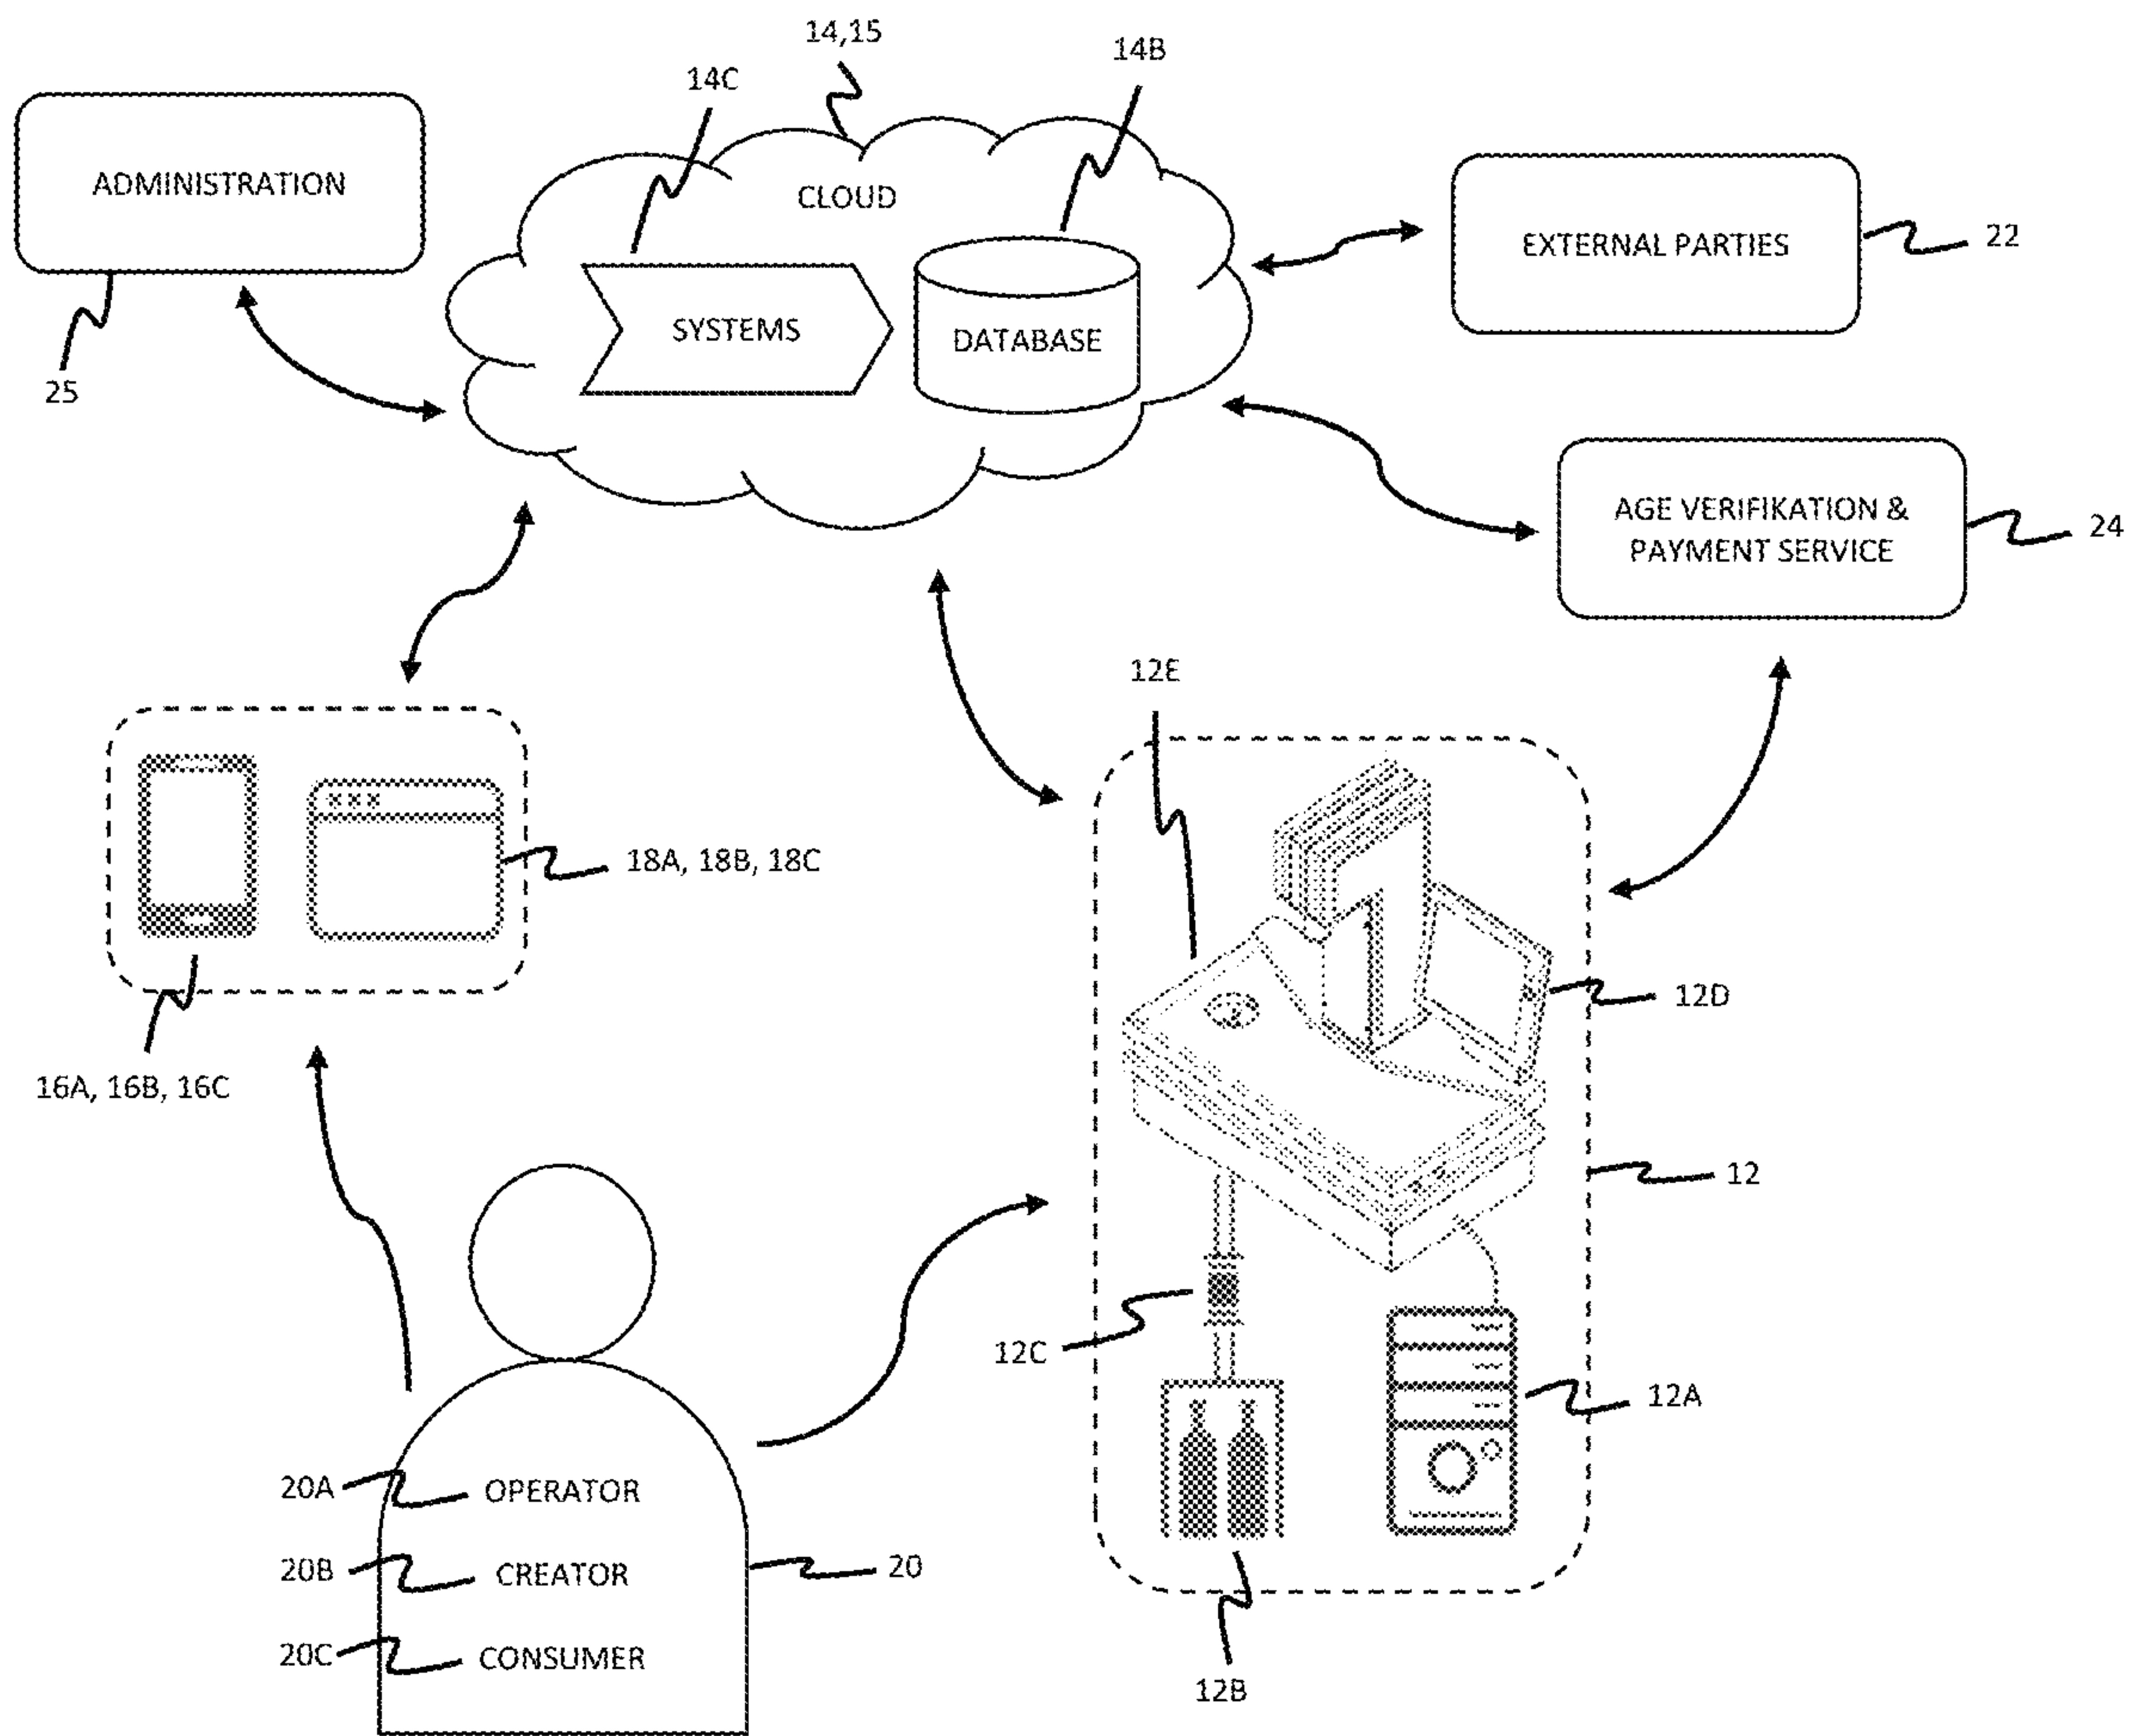 14,15
14B
14C
ADMINISTRATION
CLOUD
EXTERNAL PARTIES
22
SYSTEMS
DATABASE
25
AGE VERIFIKATION &
PAYMENT SERVICE
24
12E
18A, 18B, 18C
12D
16A, 16B, 16C
12
12C
12A
20A
OPERATOR
20B
CREATOR
20
20C
CONSUMER
12B